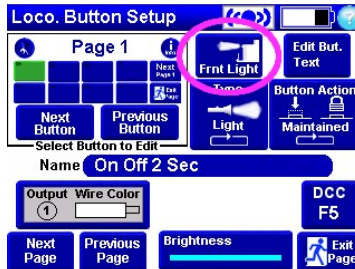 Loco. Button Setup
Page 1
Next
Page 1
Exit
Page
Next
Button
Previous
Button
Select Button to Edit
Frnt Light
Edit But.
Text
Type
Light
Button Action
Maintained
Name On Off 2 Sec
Output Wire Color
1
DCC
F5
Next
Page
Previous
Page
Brightness
Exit
Page